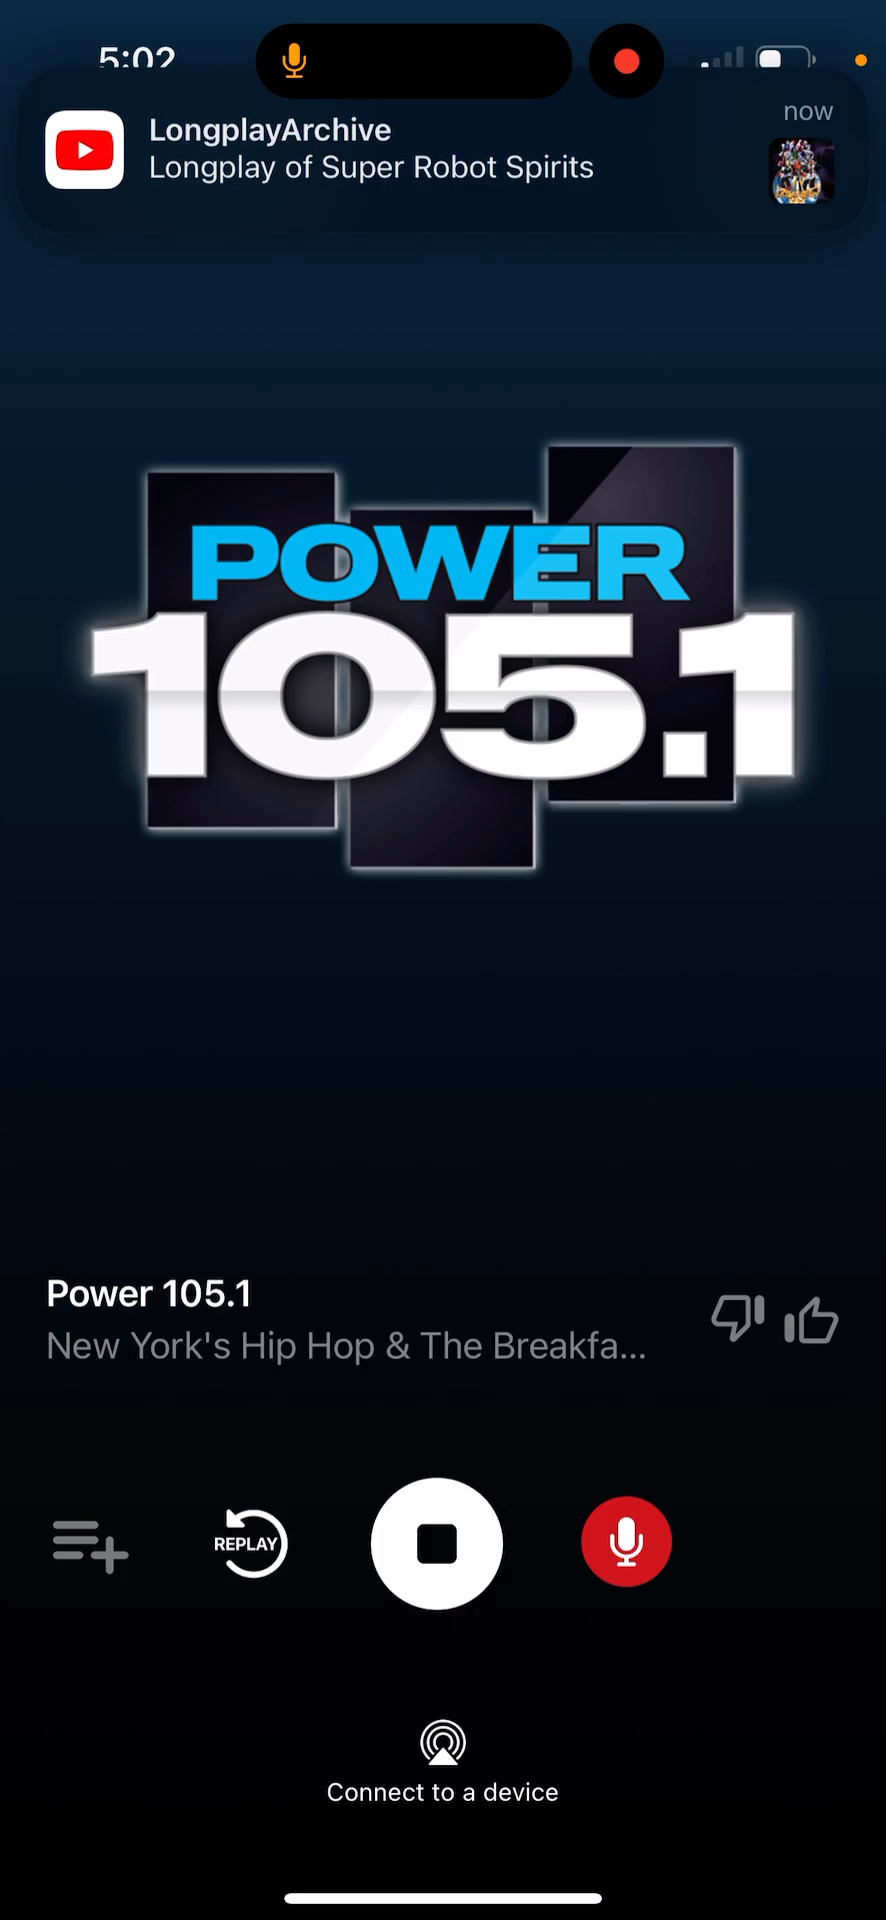 5:02
now
LongplayArchive
Longplay of Super Robot Spirits
POWER
105.1
Power 105.1
New York's Hip Hop & The Breakfa...
REPLAY
Connect to a device